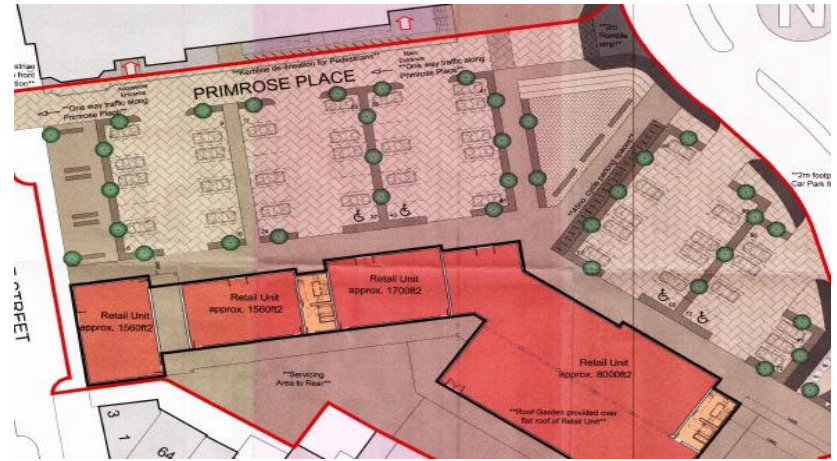 N
**2m
Rumble
strip**
**Kerbline de-lineation for Pedestrians**
Main
Entrance
**One way traffic along
Primrose Place**
PRIMROSE PLACE
Accessible
Entrance
**One way traffic along
Primrose Place**
**2m footp
Car Park f
Retail Unit
approx. 1560ft2
Retail Unit
approx. 1560ft2
Retail Unit
approx. 1700ft2
Retail Unit
approx. 8000ft2
**Servicing
Area to Rear**
**Roof Garden provided over
flat roof of Retail Unit**
STREET
3
1
64